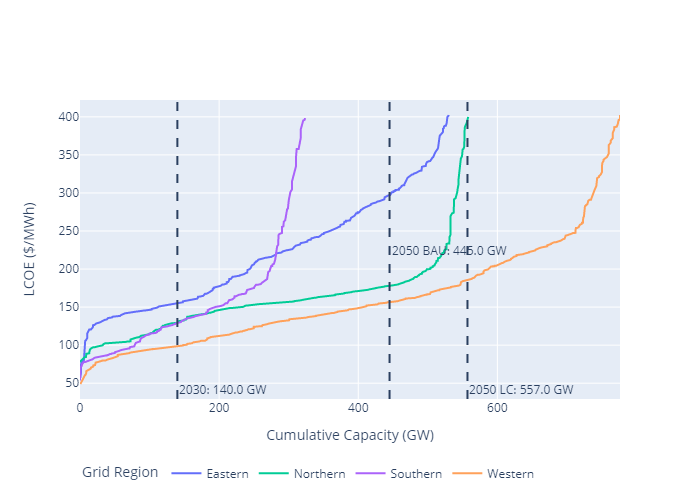 400
350
300
250
200
150
100
50
LCOE ($/MWh)
2050 BAU: 445.0 GW
2030: 140.0 GW
2050 LC: 557.0 GW
0
200
400
600
Cumulative Capacity (GW)
Grid Region
Eastern
Northern
Southern
Western